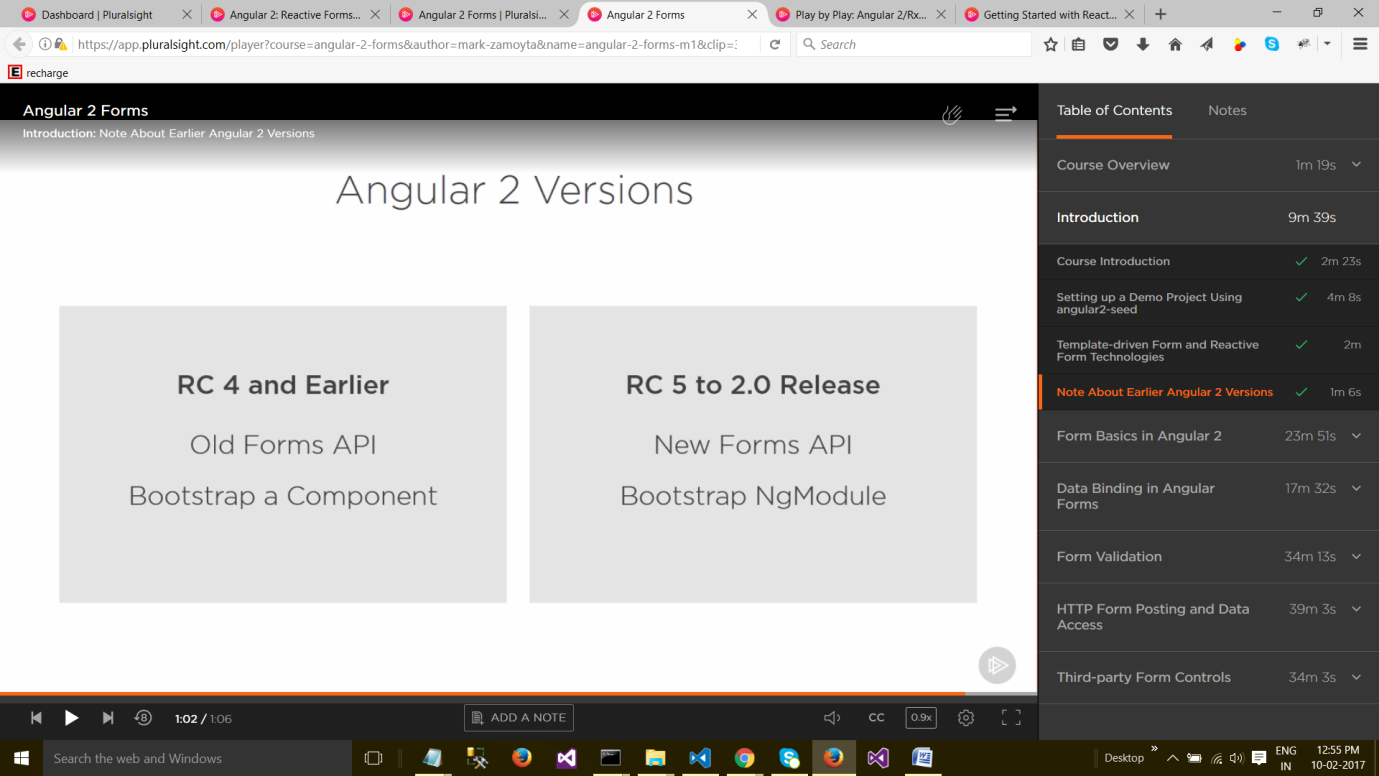 Dashboard | Pluralsight
Angular 2: Reactive Forms...
Angular 2 Forms | Pluralsi...
Angular 2 Forms
Play by Play: Angular 2/Rx...
Getting Started with React...
https://app.pluralsight.com/player?course=angular-2-forms&author=mark-zamoyta&name=angular-2-forms-m1&clip=
Search
E recharge
Angular 2 Forms
Introduction: Note About Earlier Angular 2 Versions
Angular 2 Versions
RC 4 and Earlier
Old Forms API
Bootstrap a Component
RC 5 to 2.0 Release
New Forms API
Bootstrap NgModule
8
1:02 / 1:06
ADD A NOTE
CC
0.9x
Table of Contents
Notes
Course Overview 1m 19s
Introduction 9m 39s
Course Introduction 2m 23s
Setting up a Demo Project Using
angular2-seed
4m 8s
Template-driven Form and Reactive
Form Technologies
2m
Note About Earlier Angular 2 Versions 1m 6s
Form Basics in Angular 2 23m 51s
Data Binding in Angular
Forms
17m 32s
Form Validation 34m 13s
HTTP Form Posting and Data
Access
39m 3s
Third-party Form Controls 34m 3s
Search the web and Windows
Desktop
ENG
IN
12:55 PM
10-02-2017